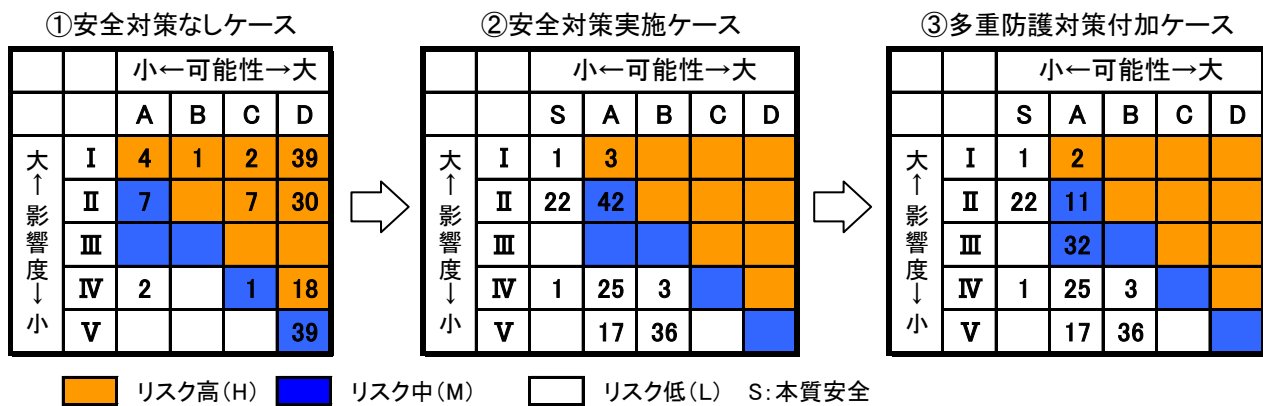 ①安全対策なしケース
小←可能性→大
A B C D
大↑影響度↓小
Ⅰ 4 1 2 39
Ⅱ 7 7 30
Ⅲ
Ⅳ 2 1 18
Ⅴ 39
②安全対策実施ケース
小←可能性→大
S A B C D
大↑影響度↓小
Ⅰ 1 3
Ⅱ 22 42
Ⅲ
Ⅳ 1 25 3
Ⅴ 17 36
③多重防護対策付加ケース
小←可能性→大
S A B C D
大↑影響度↓小
Ⅰ 1 2
Ⅱ 22 11
Ⅲ 32
Ⅳ 1 25 3
Ⅴ 17 36
リスク高(H) リスク中(M) リスク低(L) S:本質安全